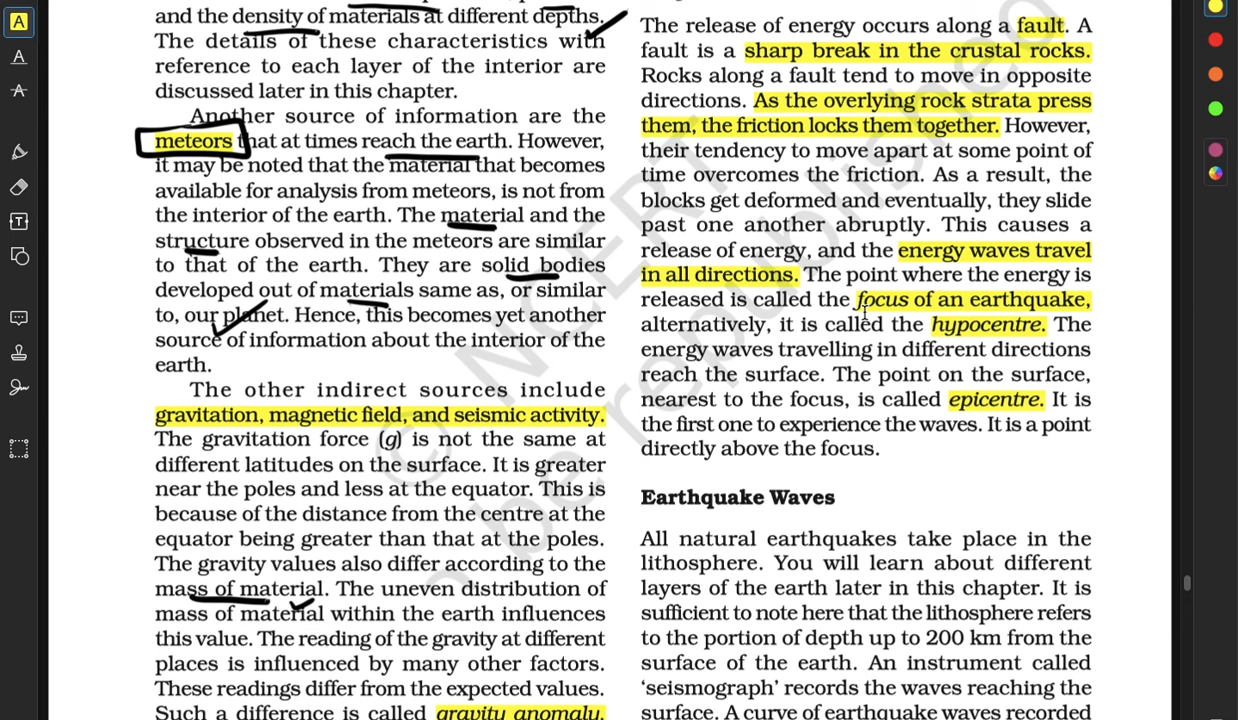 and the density of materials at different depths.
The details of these characteristics with
reference to each layer of the interior are
discussed later in this chapter.
Another source of information are the
meteors that at times reach the earth. However,
it may be noted that the material that becomes
available for analysis from meteors, is not from
the interior of the earth. The material and the
structure observed in the meteors are similar
to that of the earth. They are solid bodies
developed out of materials same as, or similar
to, our planet. Hence, this becomes yet another
source of information about the interior of the
earth.
The other indirect sources include
gravitation, magnetic field, and seismic activity.
The gravitation force (g) is not the same at
different latitudes on the surface. It is greater
near the poles and less at the equator. This is
because of the distance from the centre at the
equator being greater than that at the poles.
The gravity values also differ according to the
mass of material. The uneven distribution of
mass of material within the earth influences
this value. The reading of the gravity at different
places is influenced by many other factors.
These readings differ from the expected values.
Such a difference is called gravity anomaly.
The release of energy occurs along a fault. A
fault is a sharp break in the crustal rocks.
Rocks along a fault tend to move in opposite
directions. As the overlying rock strata press
them, the friction locks them together. However,
their tendency to move apart at some point of
time overcomes the friction. As a result, the
blocks get deformed and eventually, they slide
past one another abruptly. This causes a
release of energy, and the energy waves travel
in all directions. The point where the energy is
released is called the focus of an earthquake,
alternatively, it is called the hypocentre. The
energy waves travelling in different directions
reach the surface. The point on the surface,
nearest to the focus, is called epicentre. It is
the first one to experience the waves. It is a point
directly above the focus.
Earthquake Waves
All natural earthquakes take place in the
lithosphere. You will learn about different
layers of the earth later in this chapter. It is
sufficient to note here that the lithosphere refers
to the portion of depth up to 200 km from the
surface of the earth. An instrument called
‘seismograph’ records the waves reaching the
surface. A curve of earthquake waves recorded
© NCERT
be republished